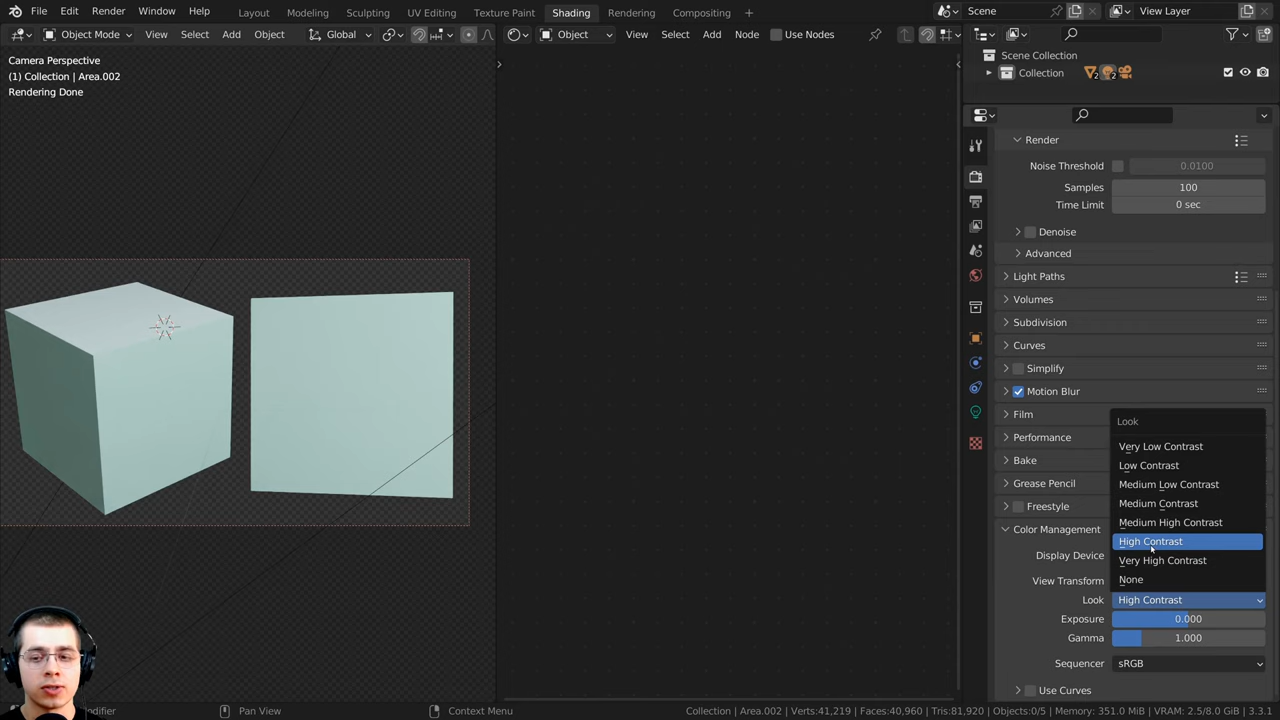 File Edit Render Window Help Layout Modeling Sculpting UV Editing Texture Paint Shading Rendering Compositing Scene View Layer
Object Mode View Select Add Object Global Object View Select Add Node Use Nodes
Camera Perspective
(1) Collection | Area.002
Rendering Done
Scene Collection
Collection 2 2
Render
Noise Threshold 0.0100
Samples 100
Time Limit 0 sec
Denoise
Advanced
Light Paths
Volumes
Subdivision
Curves
Simplify
Motion Blur
Film
Performance
Bake
Grease Pencil
Freestyle
Color Management
Display Device
View Transform
Look
Very Low Contrast
Low Contrast
Medium Low Contrast
Medium Contrast
Medium High Contrast
High Contrast
Very High Contrast
None
Look High Contrast
Exposure 0.000
Gamma 1.000
Sequencer sRGB
Use Curves
Pan View Context Menu Collection | Area.002 | Verts:41,219 | Faces:40,960 | Tris:81,920 | Objects:0/5 | Memory: 351.0 MiB | VRAM: 2.5/8.0 GiB | 3.3.1